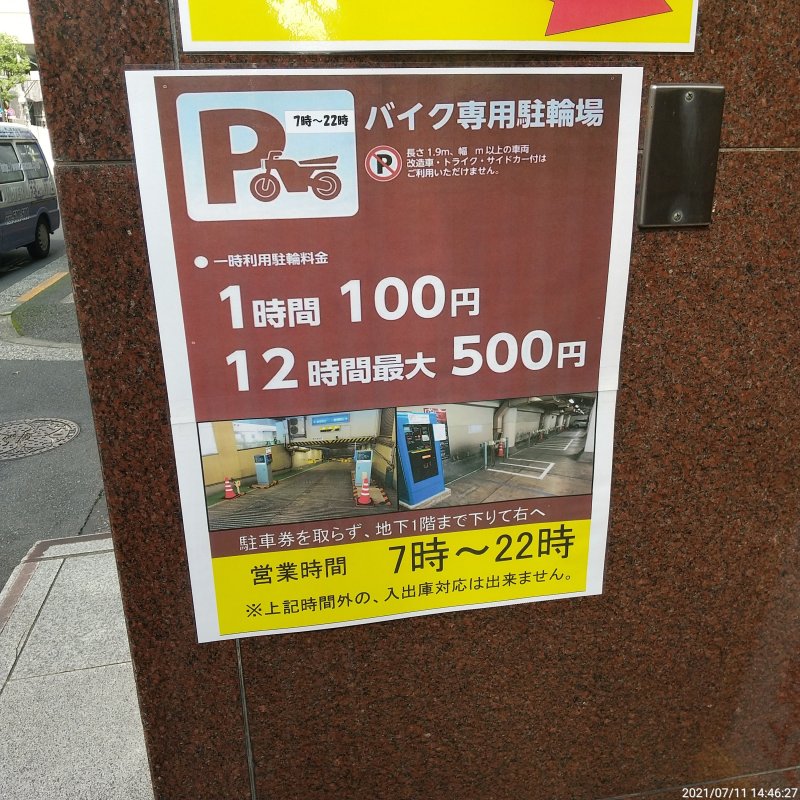 P
7時～22時
バイク専用駐輪場
P
長さ1.9m、幅 m以上の車両
改造車・トライク・サイドカー付は
ご利用いただけません。
●一時利用駐輪料金
1時間 100円
12時間最大 500円
駐車券を取らず、地下1階まで下りて右へ
営業時間 7時～22時
※上記時間外の、入出庫対応は出来ません。
2021/07/11 14:46:27